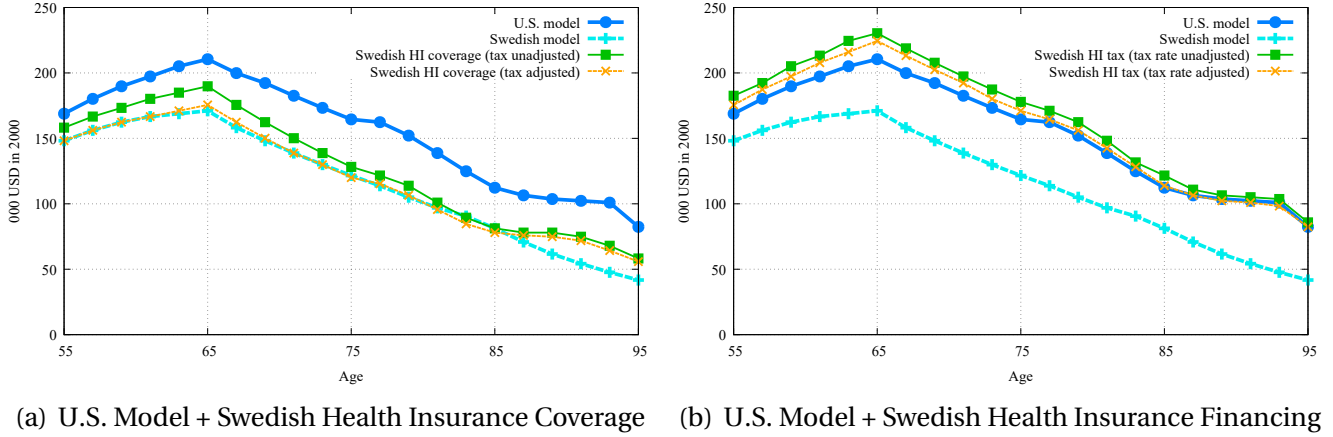 250
200
150
100
50
0
000 USD in 2000
55
65
75
85
95
Age
U.S. model
Swedish model
Swedish HI coverage (tax unadjusted)
Swedish HI coverage (tax adjusted)
(a) U.S. Model + Swedish Health Insurance Coverage
250
200
150
100
50
0
000 USD in 2000
55
65
75
85
95
Age
U.S. model
Swedish model
Swedish HI tax (tax rate unadjusted)
Swedish HI tax (tax rate adjusted)
(b) U.S. Model + Swedish Health Insurance Financing